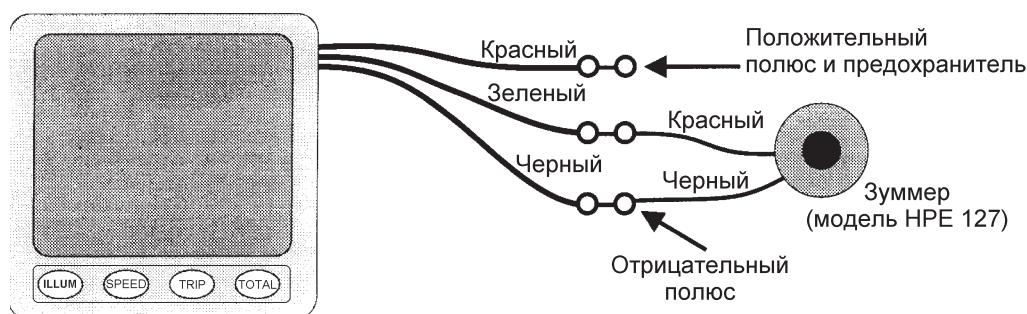 Красный
Положительный
полюс и предохранитель
Зеленый
Красный
Черный
Черный
Зуммер
(модель HPE 127)
Отрицательный
полюс
ILLUM SPEED TRIP TOTAL